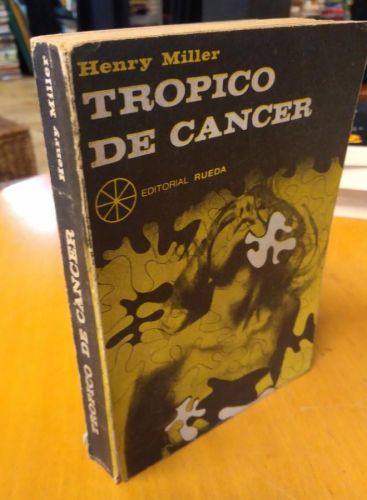 Henry Miller
TROPICO
DE CANCER
EDITORIAL RUEDA
Henry Miller
TROPICO DE CANCER